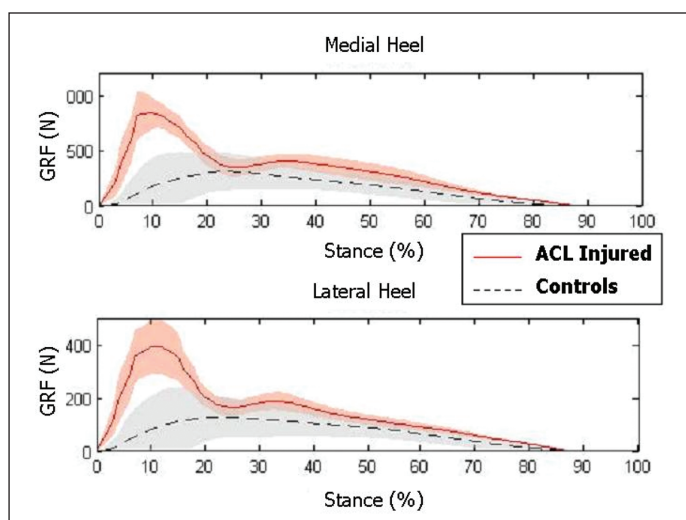 Medial Heel
GRF (N)
000
500
0
0 10 20 30 40 50 60 70 80 90 100
Stance (%)
ACL Injured
Controls
Lateral Heel
GRF (N)
400
200
0
0 10 20 30 40 50 60 70 80 90 100
Stance (%)